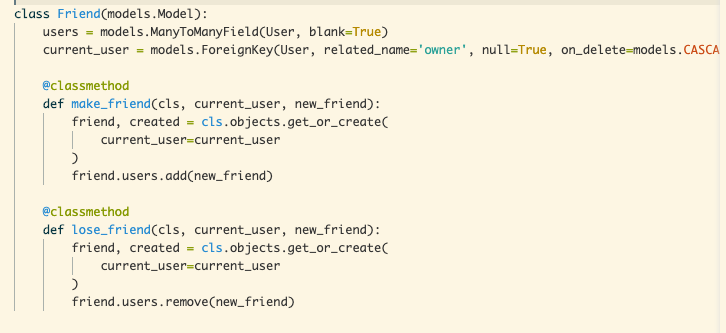 class Friend(models.Model):
    users = models.ManyToManyField(User, blank=True)
    current_user = models.ForeignKey(User, related_name='owner', null=True, on_delete=models.CASCA
    @classmethod
    def make_friend(cls, current_user, new_friend):
        friend, created = cls.objects.get_or_create(
            current_user=current_user
        )
        friend.users.add(new_friend)
    @classmethod
    def lose_friend(cls, current_user, new_friend):
        friend, created = cls.objects.get_or_create(
            current_user=current_user
        )
        friend.users.remove(new_friend)